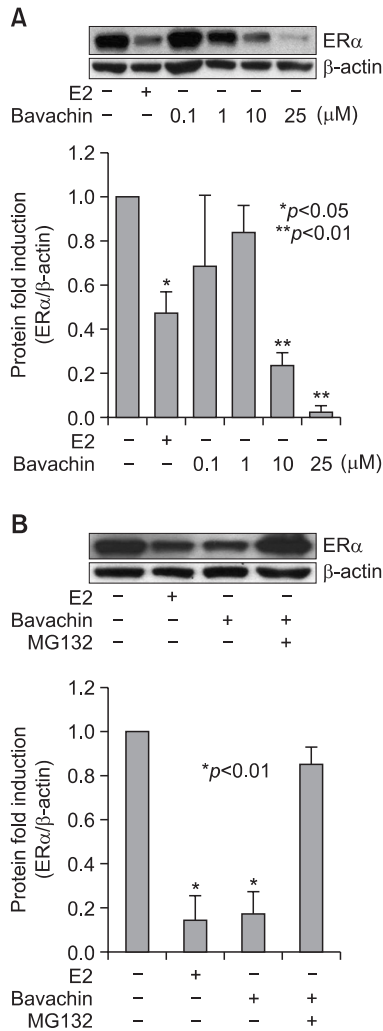 A
ERα
β-actin
E2 – + – – – –
Bavachin – – 0.1 1 10 25 (μM)
1.2
1.0
0.8
0.6
0.4
0.2
0.0
Protein fold induction
(ERα/β-actin)
*p<0.05
**p<0.01
*
**
**
E2 – + – – – –
Bavachin – – 0.1 1 10 25 (μM)
B
ERα
β-actin
E2 – + – –
Bavachin – – + +
MG132 – – – +
1.2
1.0
0.8
0.6
0.4
0.2
0.0
Protein fold induction
(ERα/β-actin)
*p<0.01
*
*
E2 – + – –
Bavachin – – + +
MG132 – – – +